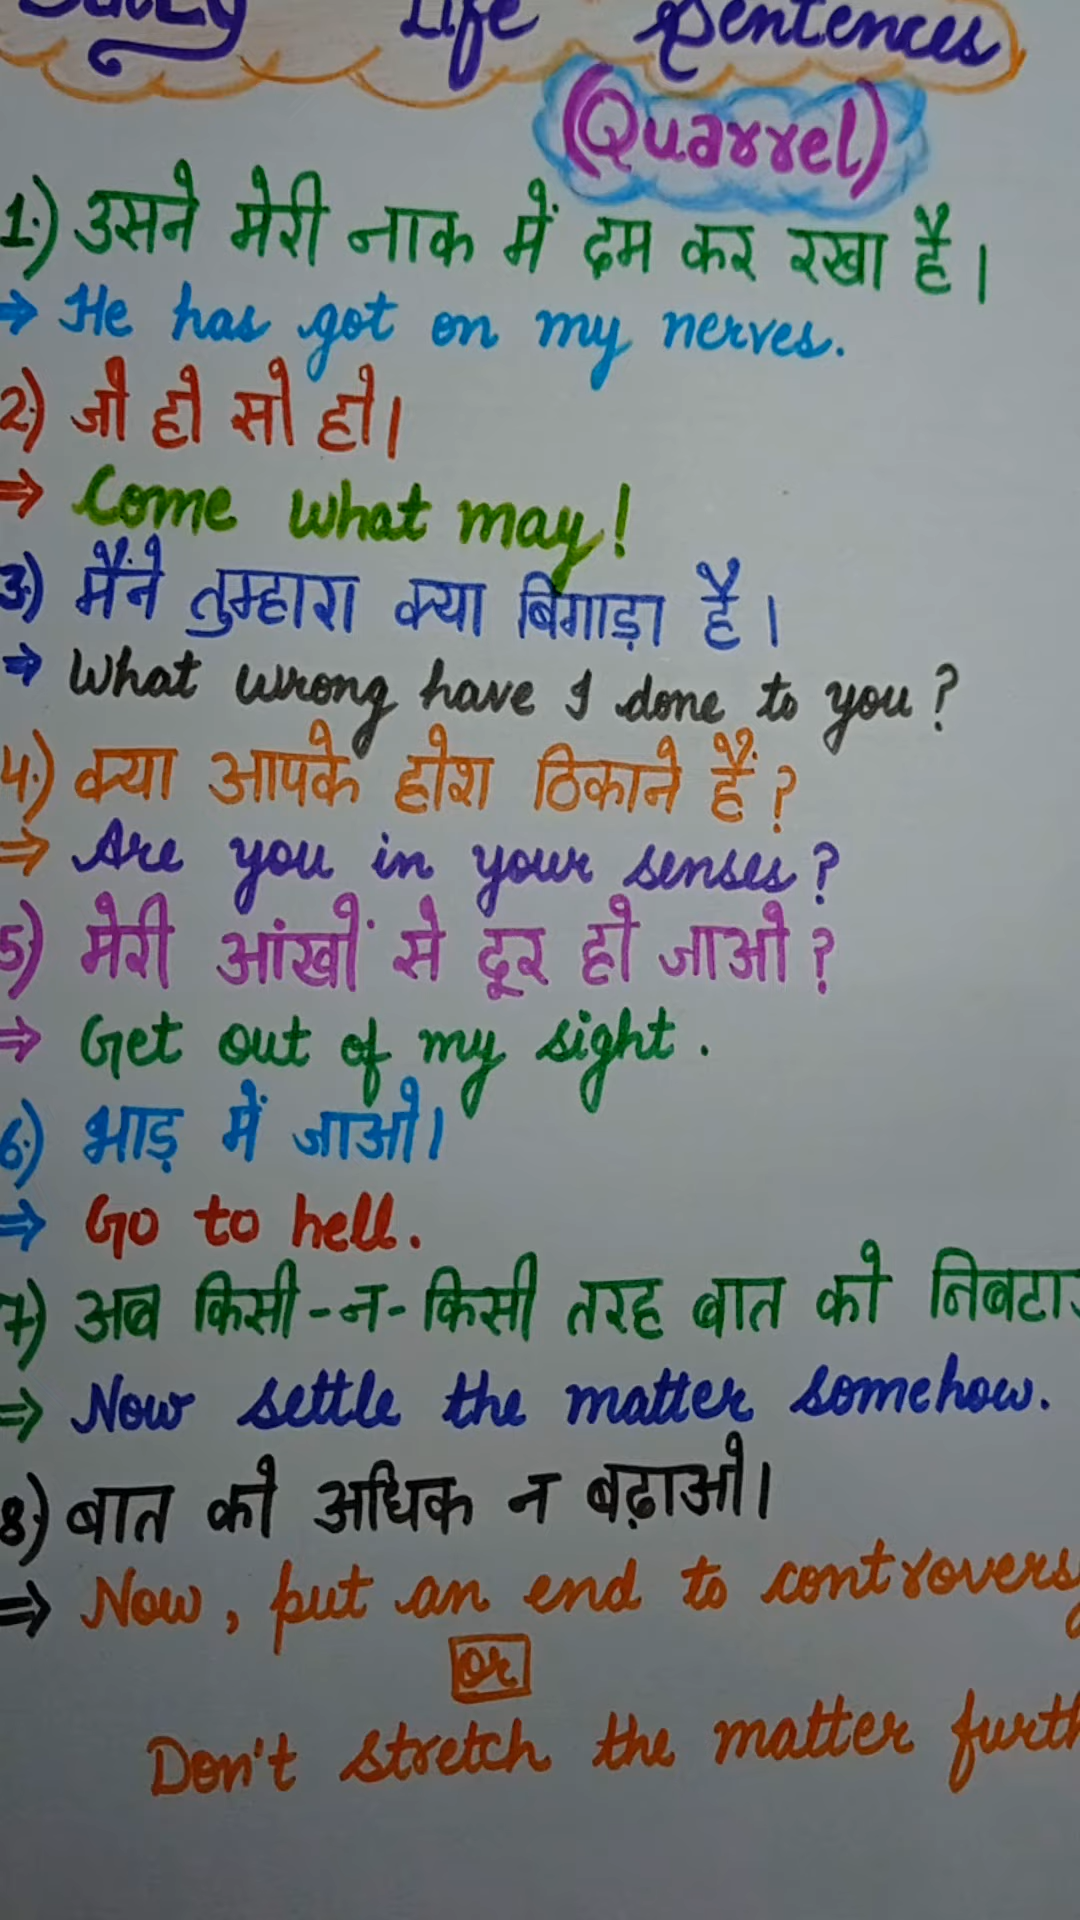 Daily Life Sentences
(Quarrel)
1.) उसने मेरी नाक में दम कर रखा है।
⇒ He has got on my nerves.
2.) जो हो सो हो।
⇒ Come what may!
3.) मैंने तुम्हारा क्या बिगाड़ा है।
⇒ What wrong have I done to you?
4.) क्या आपके होश ठिकाने हैं?
⇒ Are you in your senses?
5.) मेरी आंखों से दूर हो जाओ?
⇒ Get out of my sight.
6.) भाड़ में जाओ।
⇒ Go to hell.
7.) अब किसी-न-किसी तरह बात को
⇒ Now settle the matter somehow.
8.) बात को अधिक न बढ़ाओ।
⇒ Now, put an end to controversy
or
Don't stretch the matter